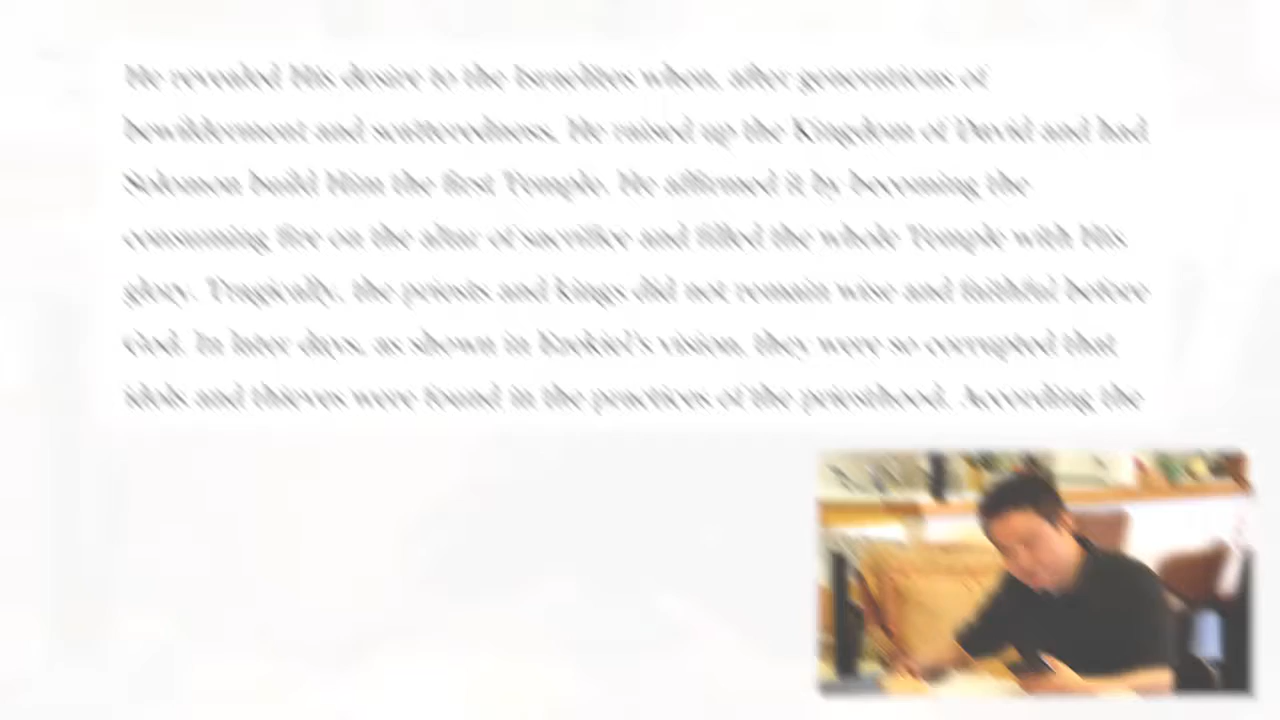 He revealed His desire to the Israelites when, after generations of
bewilderment and scatteredness, He raised up the Kingdom of David and had
Solomon build Him the first Temple. He affirmed it by becoming the
consuming fire on the altar of sacrifice and filled the whole Temple with His
glory. Tragically, the priests and kings did not remain wise and faithful before
God. In later days, as shown in Ezekiel's vision, they were so corrupted that
idols and thieves were found in the practices of the priesthood. According the